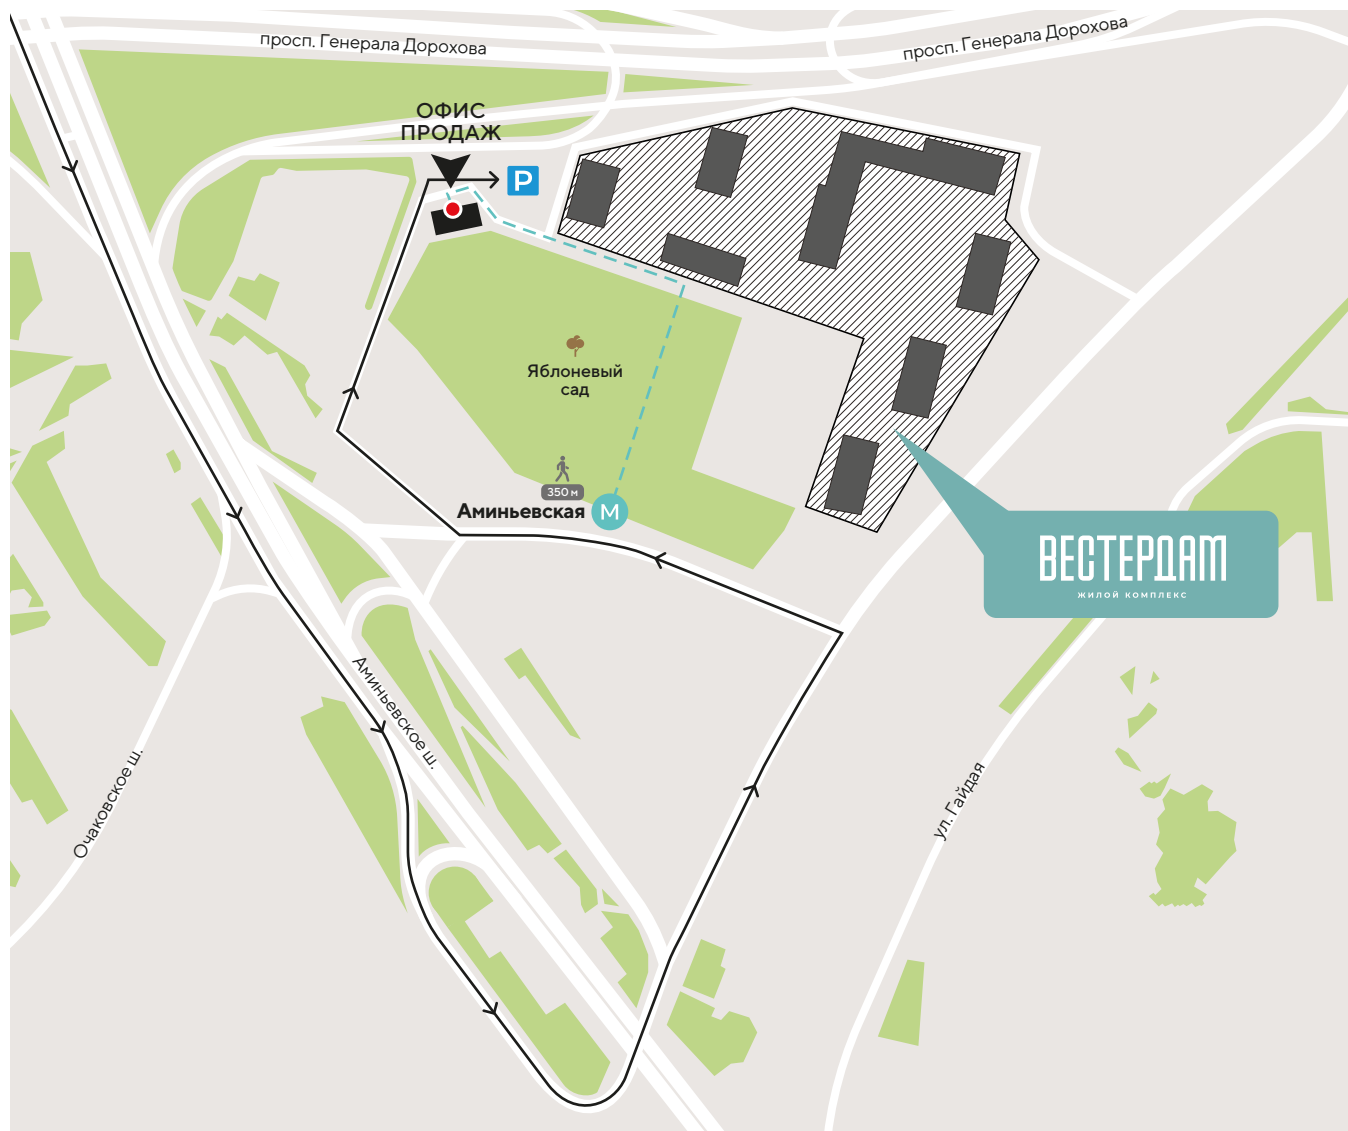 просп. Генерала Дорохова
просп. Генерала Дорохова
ОФИС
ПРОДАЖ
P
Яблоневый
сад
350 м
Аминьевская
М
ВЕСТЕРДАМ
ЖИЛОЙ КОМПЛЕКС
Аминьевское ш.
Очаковское ш.
ул. Гайдая